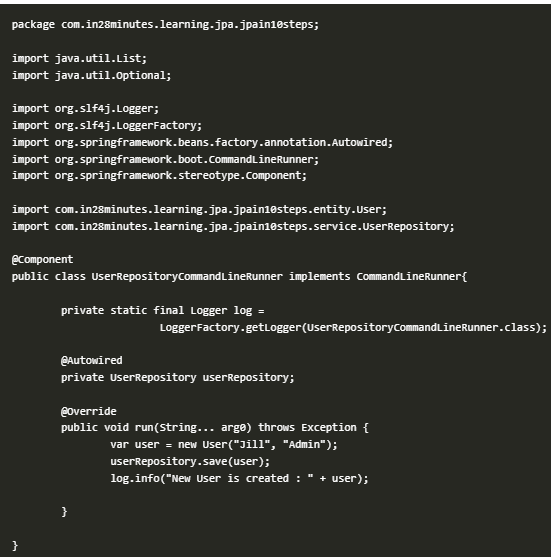 package com.in28minutes.learning.jpa.jpain10steps;
import java.util.List;
import java.util.Optional;
import org.slf4j.Logger;
import org.slf4j.LoggerFactory;
import org.springframework.beans.factory.annotation.Autowired;
import org.springframework.boot.CommandLineRunner;
import org.springframework.stereotype.Component;
import com.in28minutes.learning.jpa.jpain10steps.entity.User;
import com.in28minutes.learning.jpa.jpain10steps.service.UserRepository;
@Component
public class UserRepositoryCommandLineRunner implements CommandLineRunner{
private static final Logger log =
LoggerFactory.getLogger(UserRepositoryCommandLineRunner.class);
@Autowired
private UserRepository userRepository;
@Override
public void run(String... arg0) throws Exception {
var user = new User("Jill", "Admin");
userRepository.save(user);
log.info("New User is created : " + user);
}
}